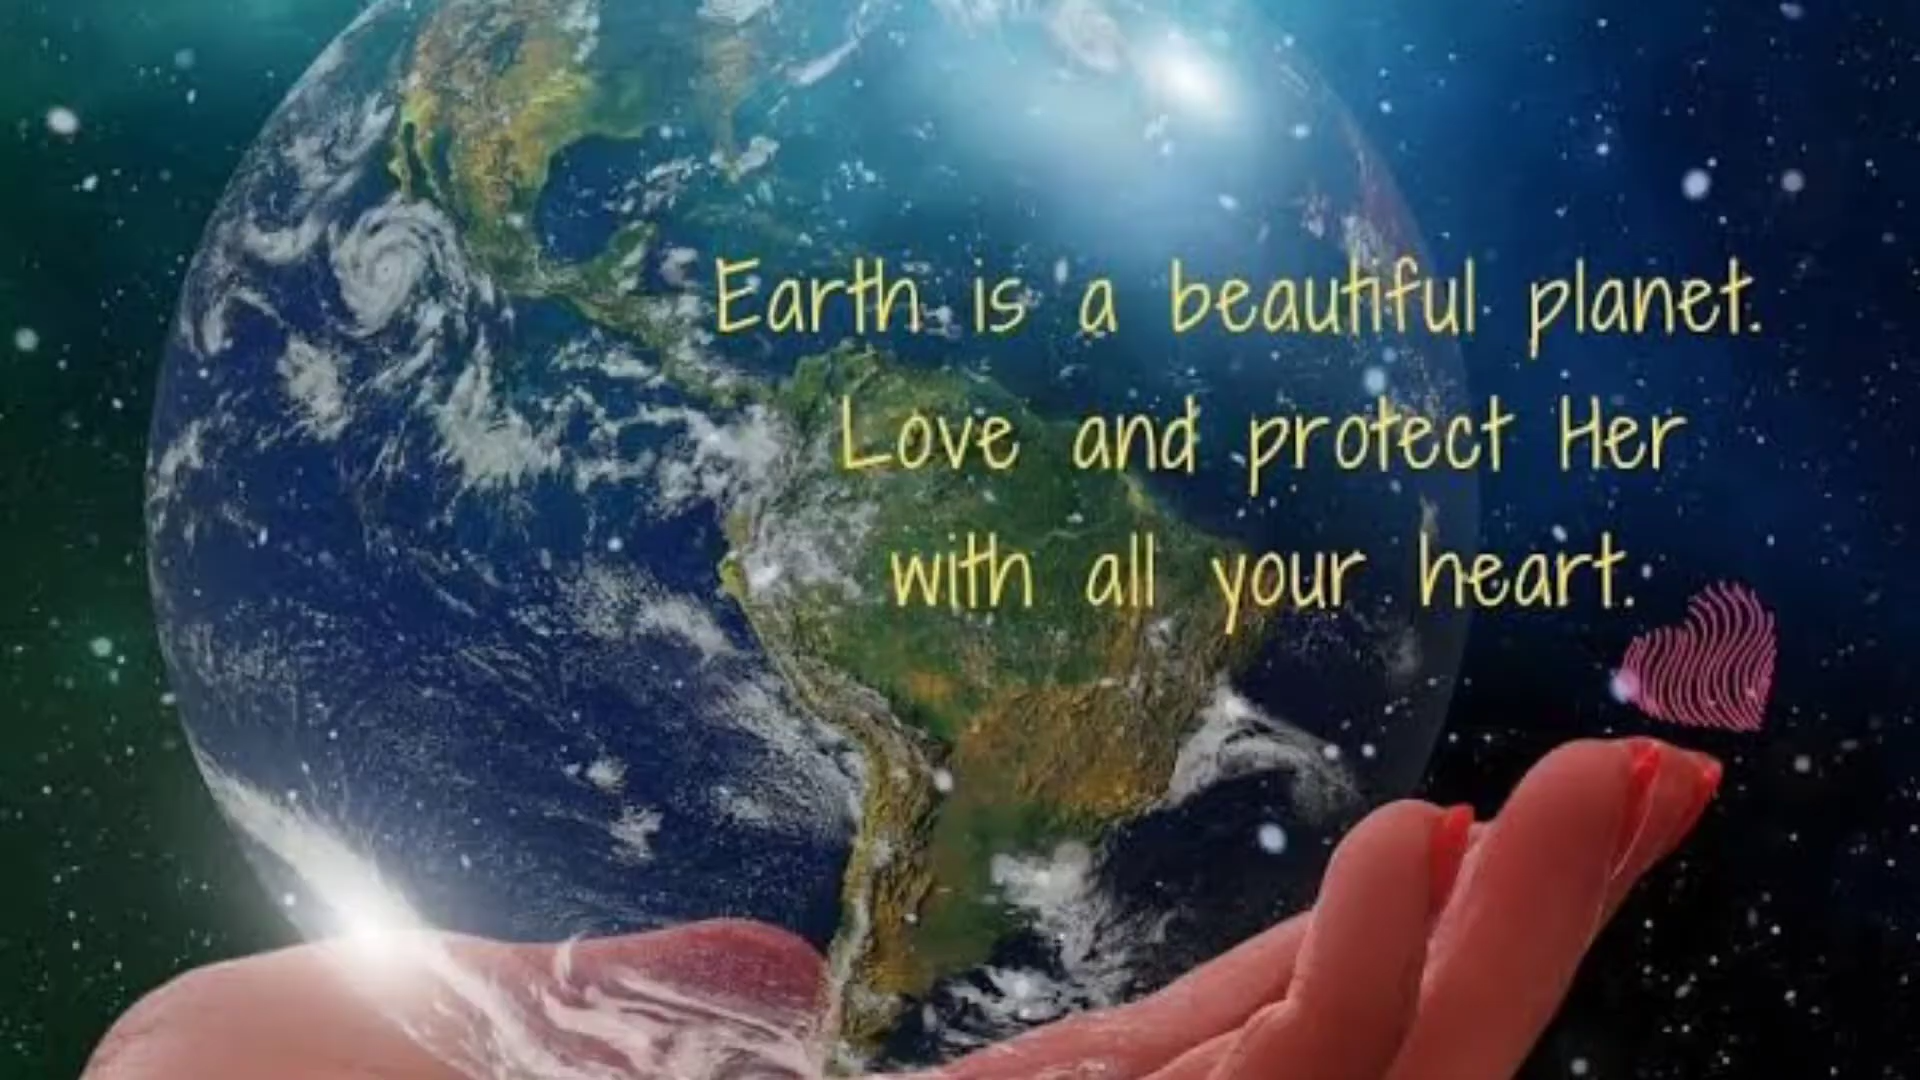 Earth is a beautiful planet.
Love and protect Her
with all your heart.